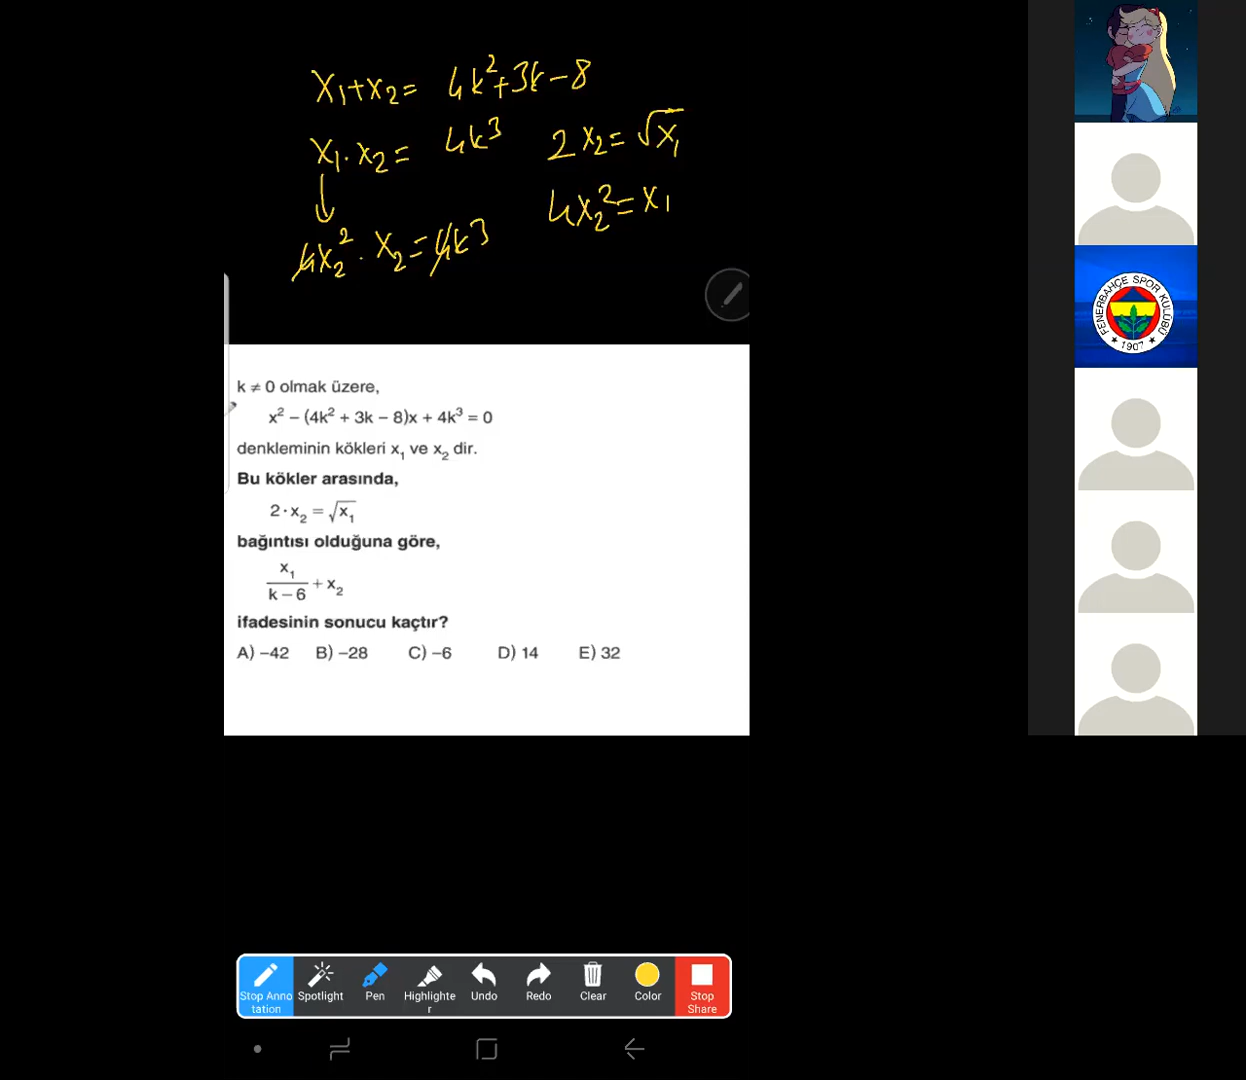 x₁+x₂= 4k²+3k-8
x₁.x₂= 4k³
2x₂=√x₁
4x₂²=x₁
4x₂².x₂=4k³
FENERBAHÇE SPOR KULÜBÜ
★ 1907 ★
k ≠ 0 olmak üzere,
x² – (4k² + 3k – 8)x + 4k³ = 0
denkleminin kökleri x₁ ve x₂ dir.
Bu kökler arasında,
2·x₂ = √x₁
bağıntısı olduğuna göre,
x₁/(k – 6) + x₂
ifadesinin sonucu kaçtır?
A) –42 B) –28 C) –6 D) 14 E) 32
Stop Anno
tation
Spotlight
Pen
Highlighte
r
Undo
Redo
Clear
Color
Stop
Share